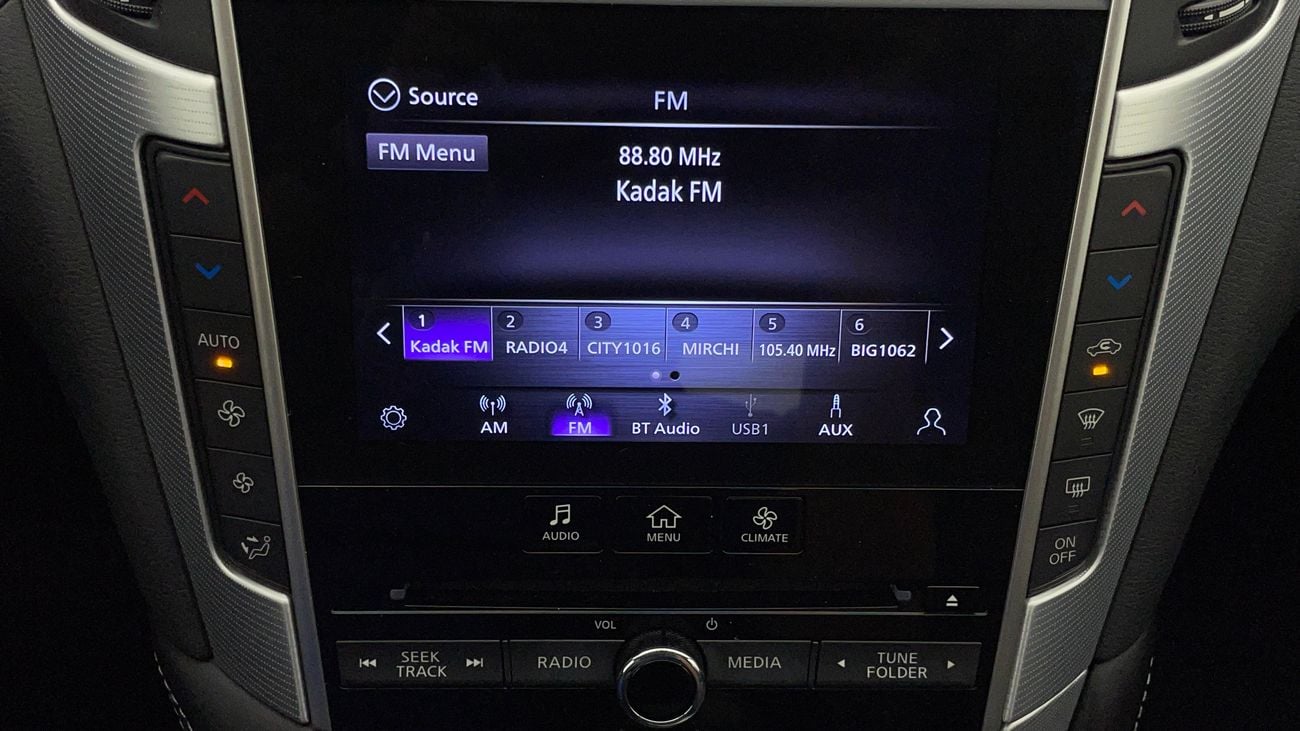 Source
FM
FM Menu
88.80 MHz
Kadak FM
1
Kadak FM
2
RADIO4
3
CITY1016
4
MIRCHI
5
105.40 MHz
6
BIG1062
AM
FM
BT Audio
USB1
AUX
AUTO
ON
OFF
AUDIO
MENU
CLIMATE
VOL
SEEK
TRACK
RADIO
MEDIA
TUNE
FOLDER